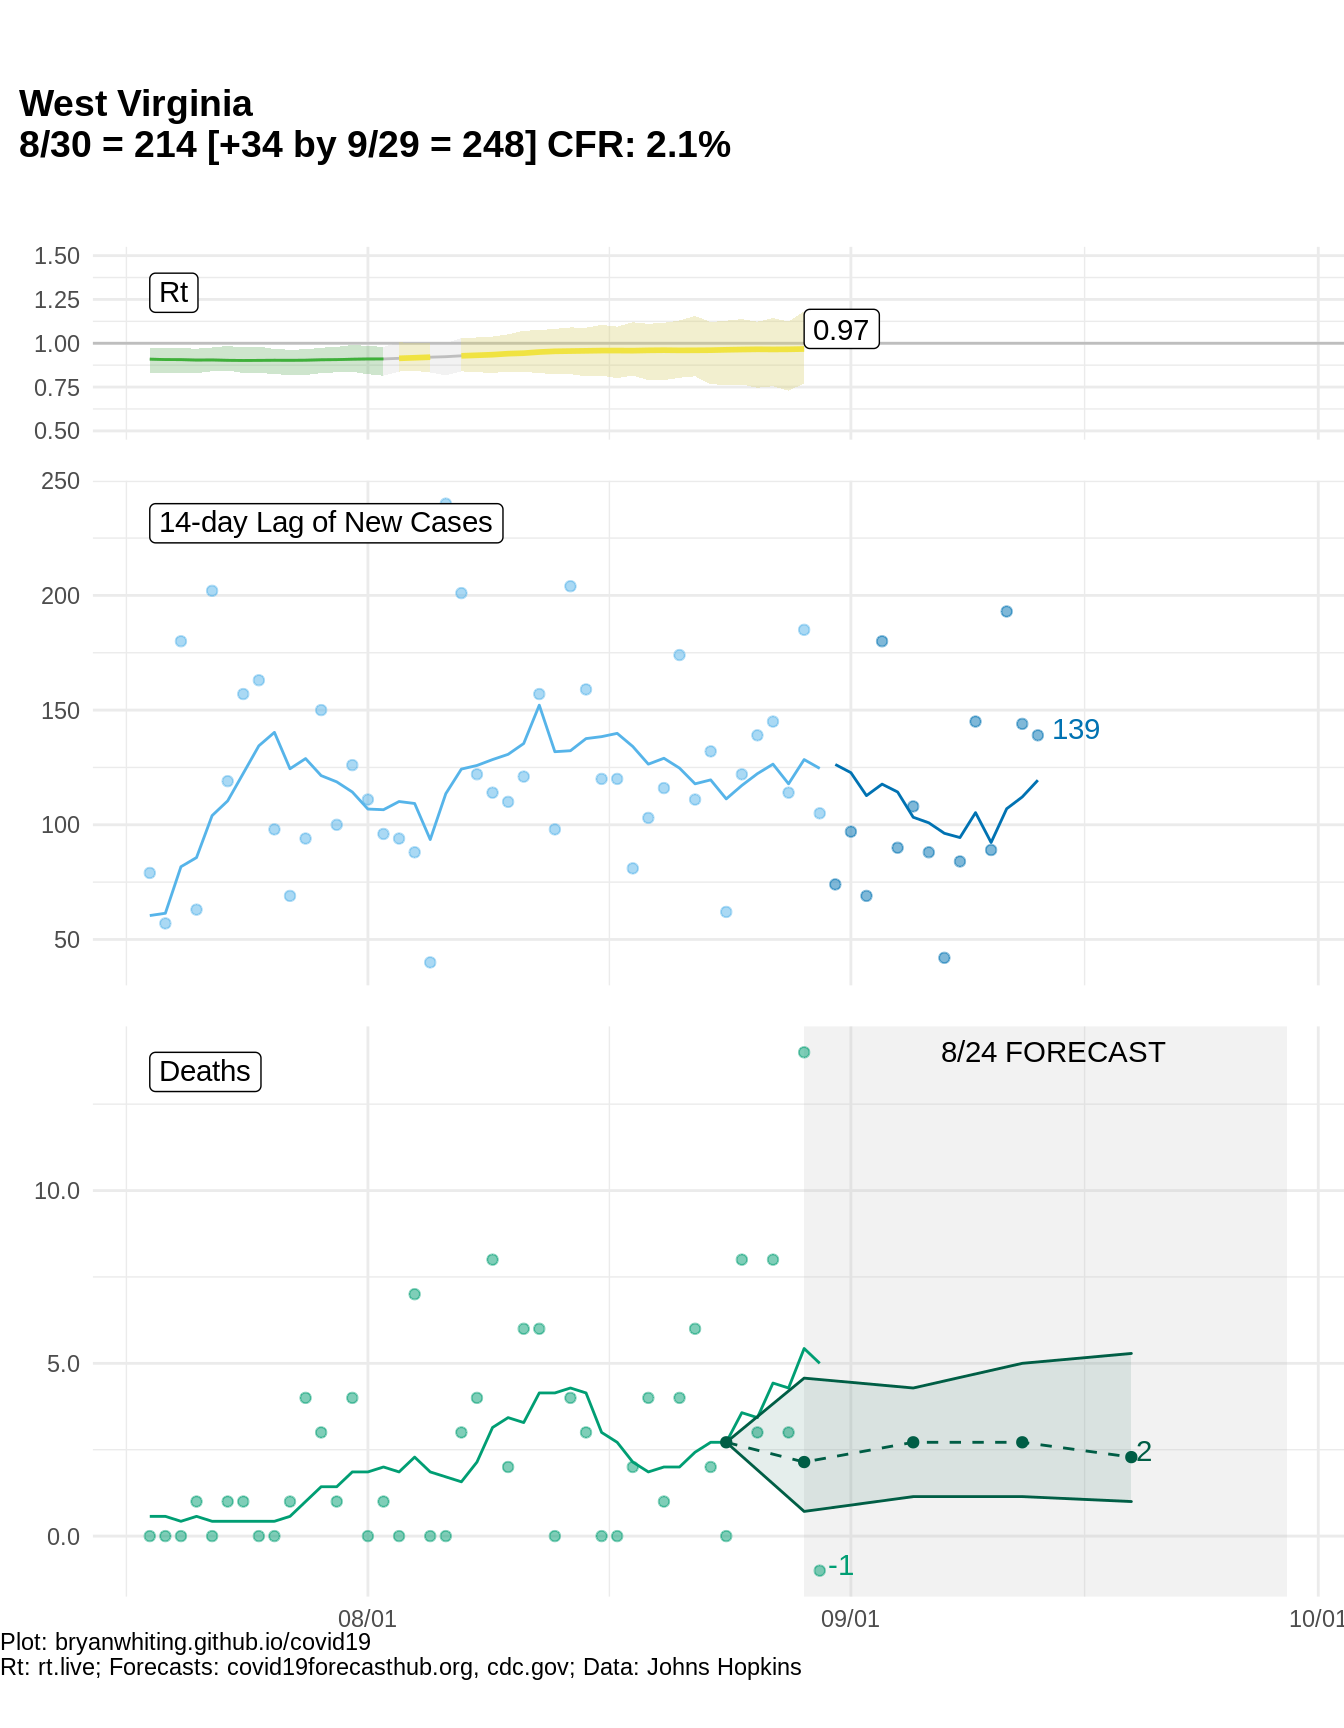 West Virginia
8/30 = 214 [+34 by 9/29 = 248] CFR: 2.1%
1.50
1.25
1.00
0.75
0.50
Rt
0.97
250
200
150
100
50
14-day Lag of New Cases
139
10.0
5.0
0.0
Deaths
8/24 FORECAST
2
-1
08/01
09/01
10/01
Plot: bryanwhiting.github.io/covid19
Rt: rt.live; Forecasts: covid19forecasthub.org, cdc.gov; Data: Johns Hopkins